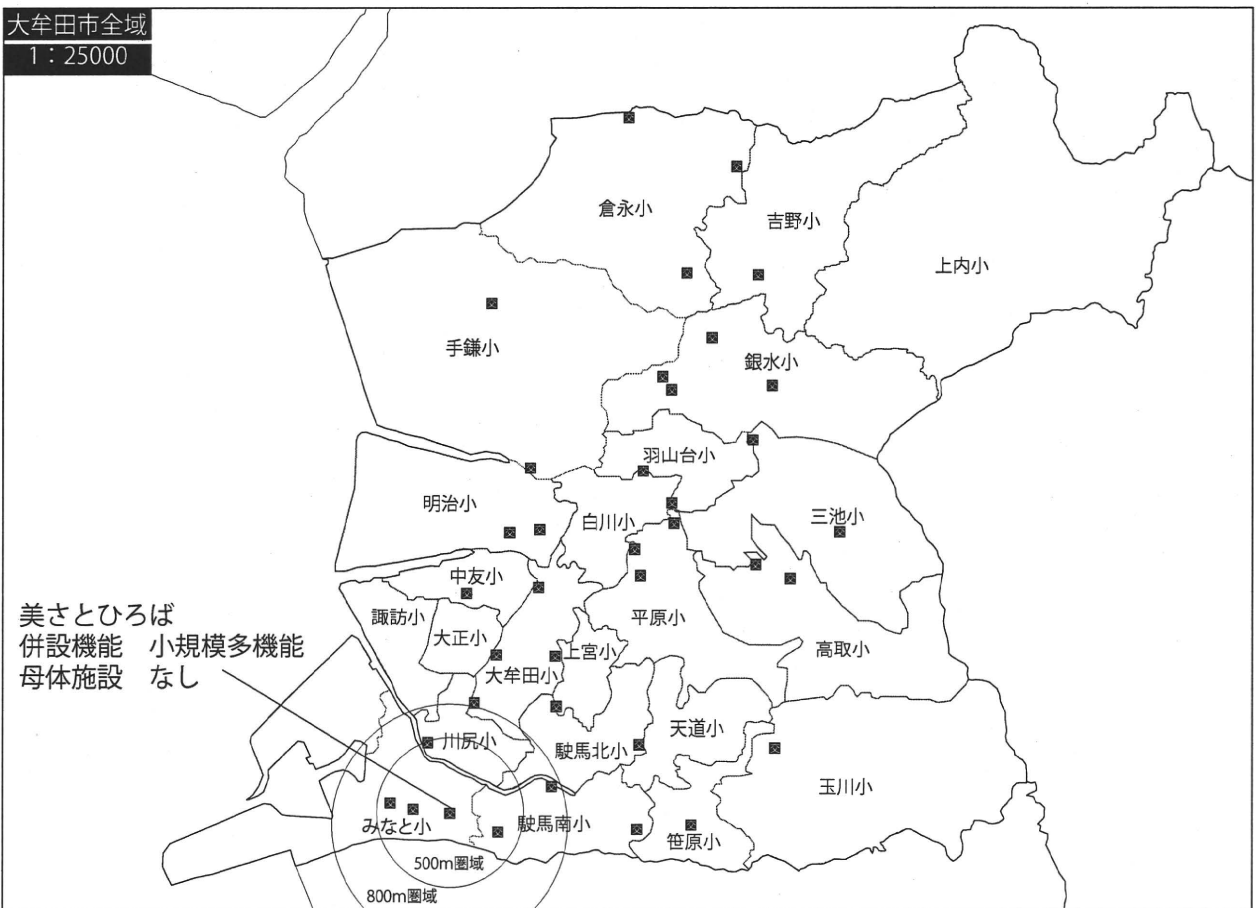 大牟田市全域
1：25000
倉永小
吉野小
上内小
手鎌小
銀水小
羽山台小
明治小
白川小
三池小
中友小
諏訪小
大正小
平原小
上宮小
大牟田小
高取小
美さとひろば
併設機能　小規模多機能
母体施設　なし
川尻小
駛馬北小
天道小
玉川小
みなと小
駛馬南小
笹原小
500m圏域
800m圏域